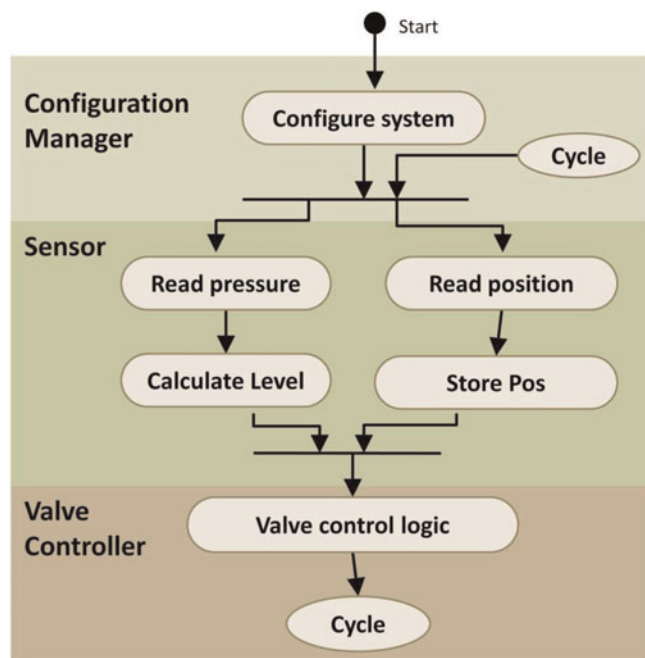 Start
Configuration
Manager
Configure system
Cycle
Sensor
Read pressure
Read position
Calculate Level
Store Pos
Valve
Controller
Valve control logic
Cycle